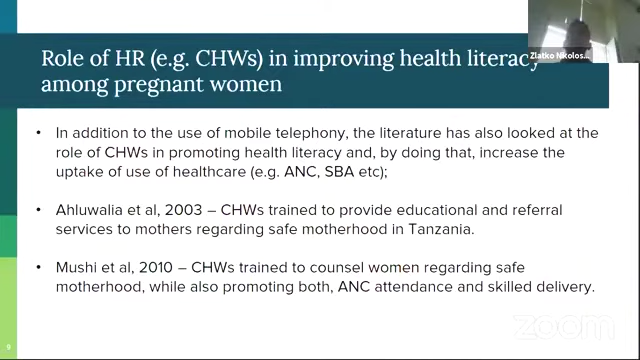 Role of HR (e.g. CHWs) in improving health literacy
among pregnant women
Zlatko Nikolos...
• In addition to the use of mobile telephony, the literature has also looked at the
role of CHWs in promoting health literacy and, by doing that, increase the
uptake of use of healthcare (e.g. ANC, SBA etc);
• Ahluwalia et al, 2003 – CHWs trained to provide educational and referral
services to mothers regarding safe motherhood in Tanzania.
• Mushi et al, 2010 – CHWs trained to counsel women regarding safe
motherhood, while also promoting both, ANC attendance and skilled delivery.
9
zoom